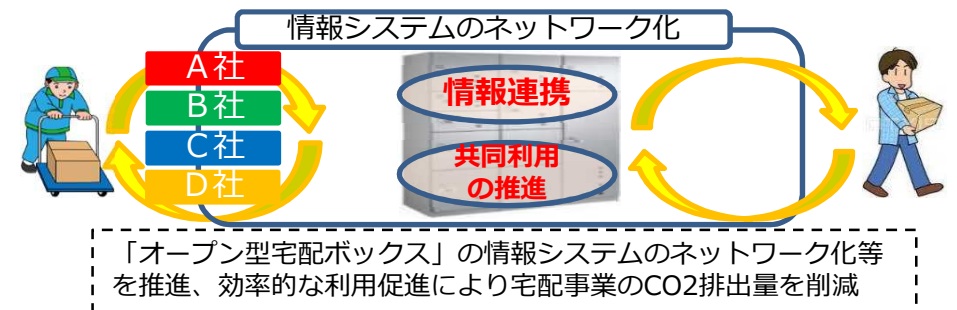 情報システムのネットワーク化
A社
B社
C社
D社
情報連携
共同利用
の推進
「オープン型宅配ボックス」の情報システムのネットワーク化等
を推進、効率的な利用促進により宅配事業のCO2排出量を削減